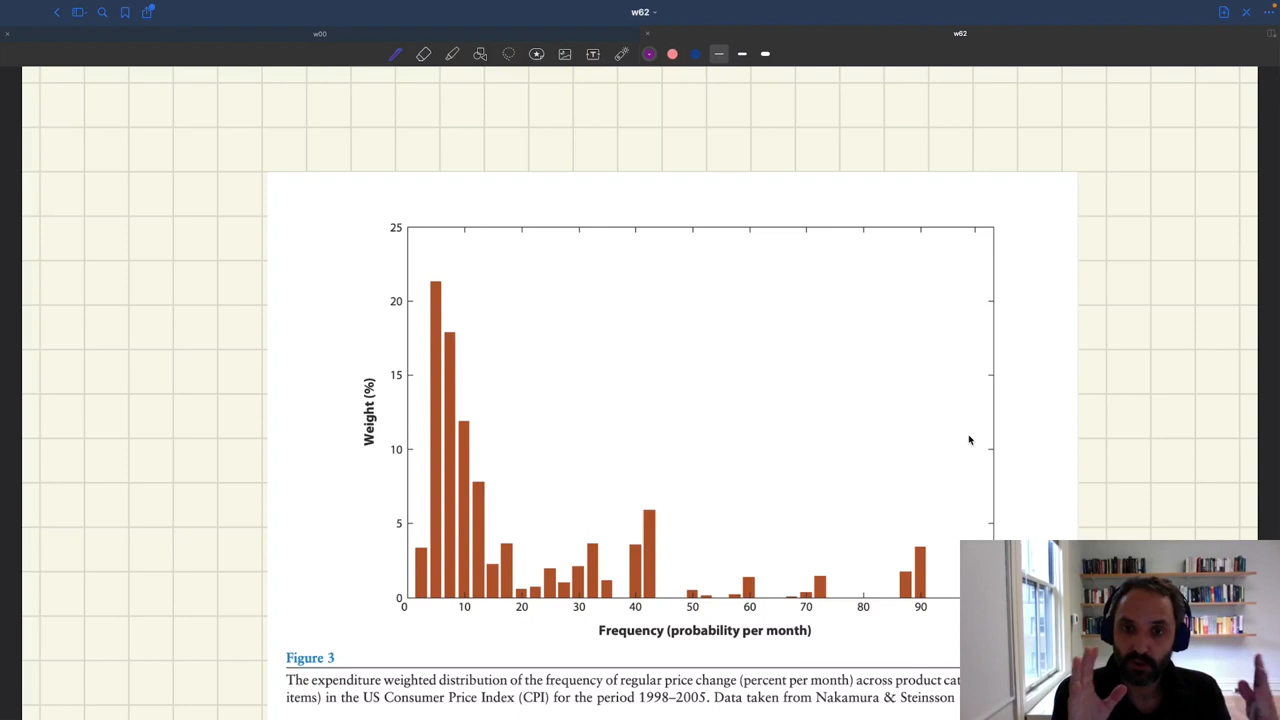 w62
w00
w62
25
20
15
10
5
0
Weight (%)
0 10 20 30 40 50 60 70 80 90
Frequency (probability per month)
Figure 3
The expenditure weighted distribution of the frequency of regular price change (percent per month) across product cat
items) in the US Consumer Price Index (CPI) for the period 1998–2005. Data taken from Nakamura & Steinsson